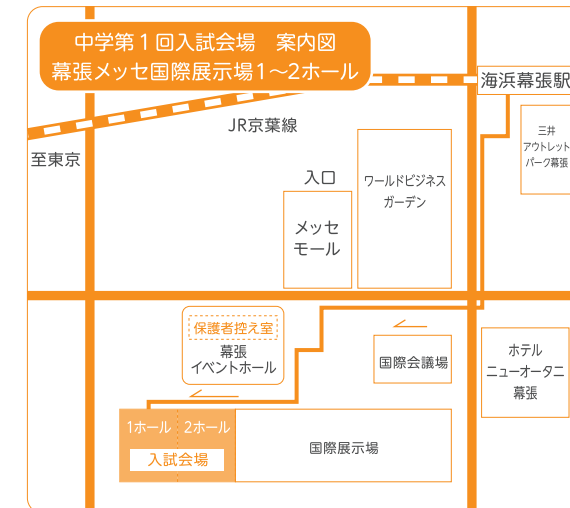 中学第１回入試会場　案内図
幕張メッセ国際展示場1〜2ホール
海浜幕張駅
JR京葉線
至東京
三井
アウトレット
パーク幕張
入口
ワールドビジネス
ガーデン
メッセ
モール
保護者控え室
幕張
イベントホール
国際会議場
ホテル
ニューオータニ
幕張
1ホール
2ホール
入試会場
国際展示場